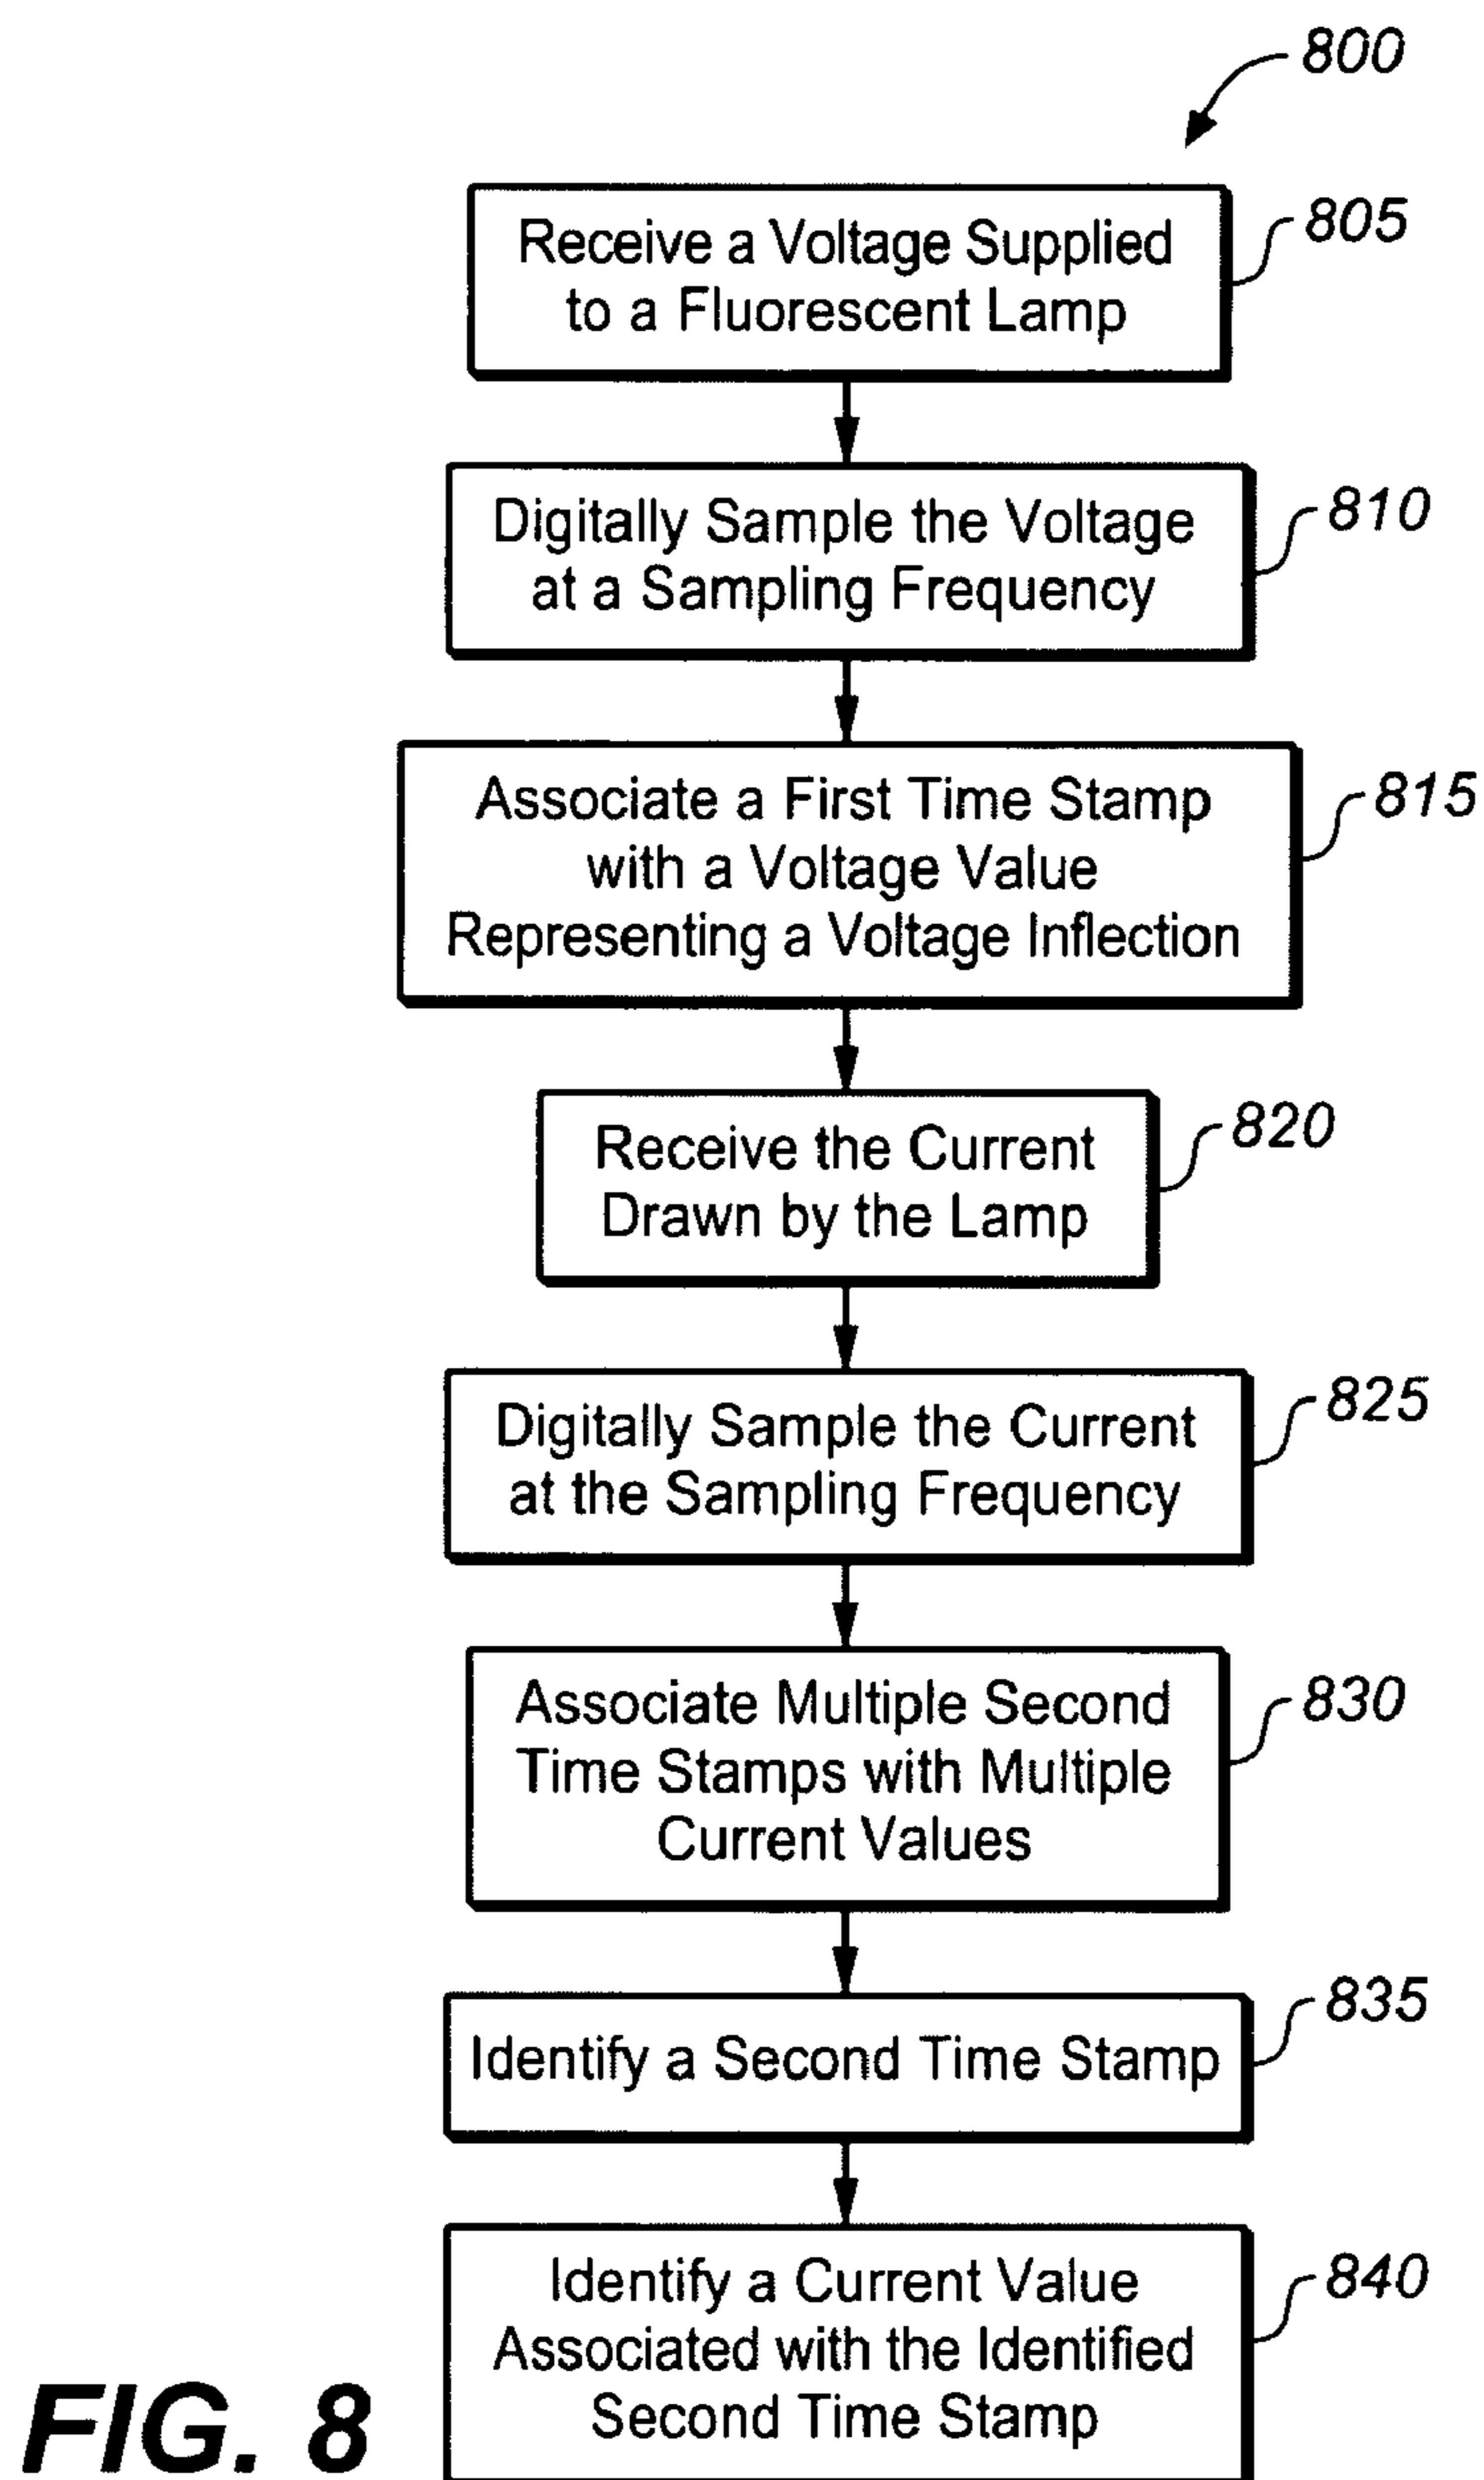 800
Receive a Voltage Supplied
to a Fluorescent Lamp
805
Digitally Sample the Voltage
at a Sampling Frequency
810
Associate a First Time Stamp
with a Voltage Value
Representing a Voltage Inflection
815
Receive the Current
Drawn by the Lamp
820
Digitally Sample the Current
at the Sampling Frequency
825
Associate Multiple Second
Time Stamps with Multiple
Current Values
830
Identify a Second Time Stamp
835
Identify a Current Value
Associated with the Identified
Second Time Stamp
840
FIG. 8